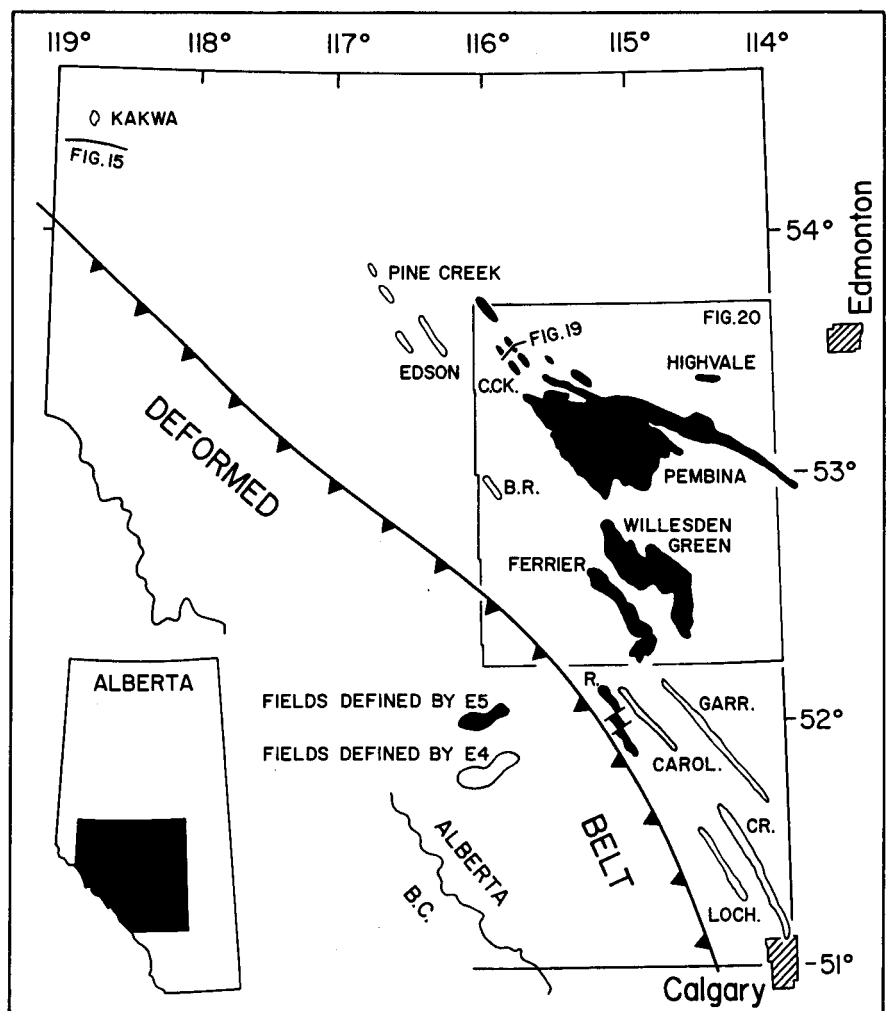 119° 118° 117° 116° 115° 114°
KAKWA
FIG.15
54°
Edmonton
PINE CREEK
FIG.20
FIG.19
HIGHVALE
EDSON
C.CK.
DEFORMED
53°
PEMBINA
B.R.
WILLESDEN
GREEN
FERRIER
ALBERTA
R.
GARR.
FIELDS DEFINED BY E5
52°
CAROL.
FIELDS DEFINED BY E4
CR.
ALBERTA
BELT
B.C.
LOCH.
51°
Calgary